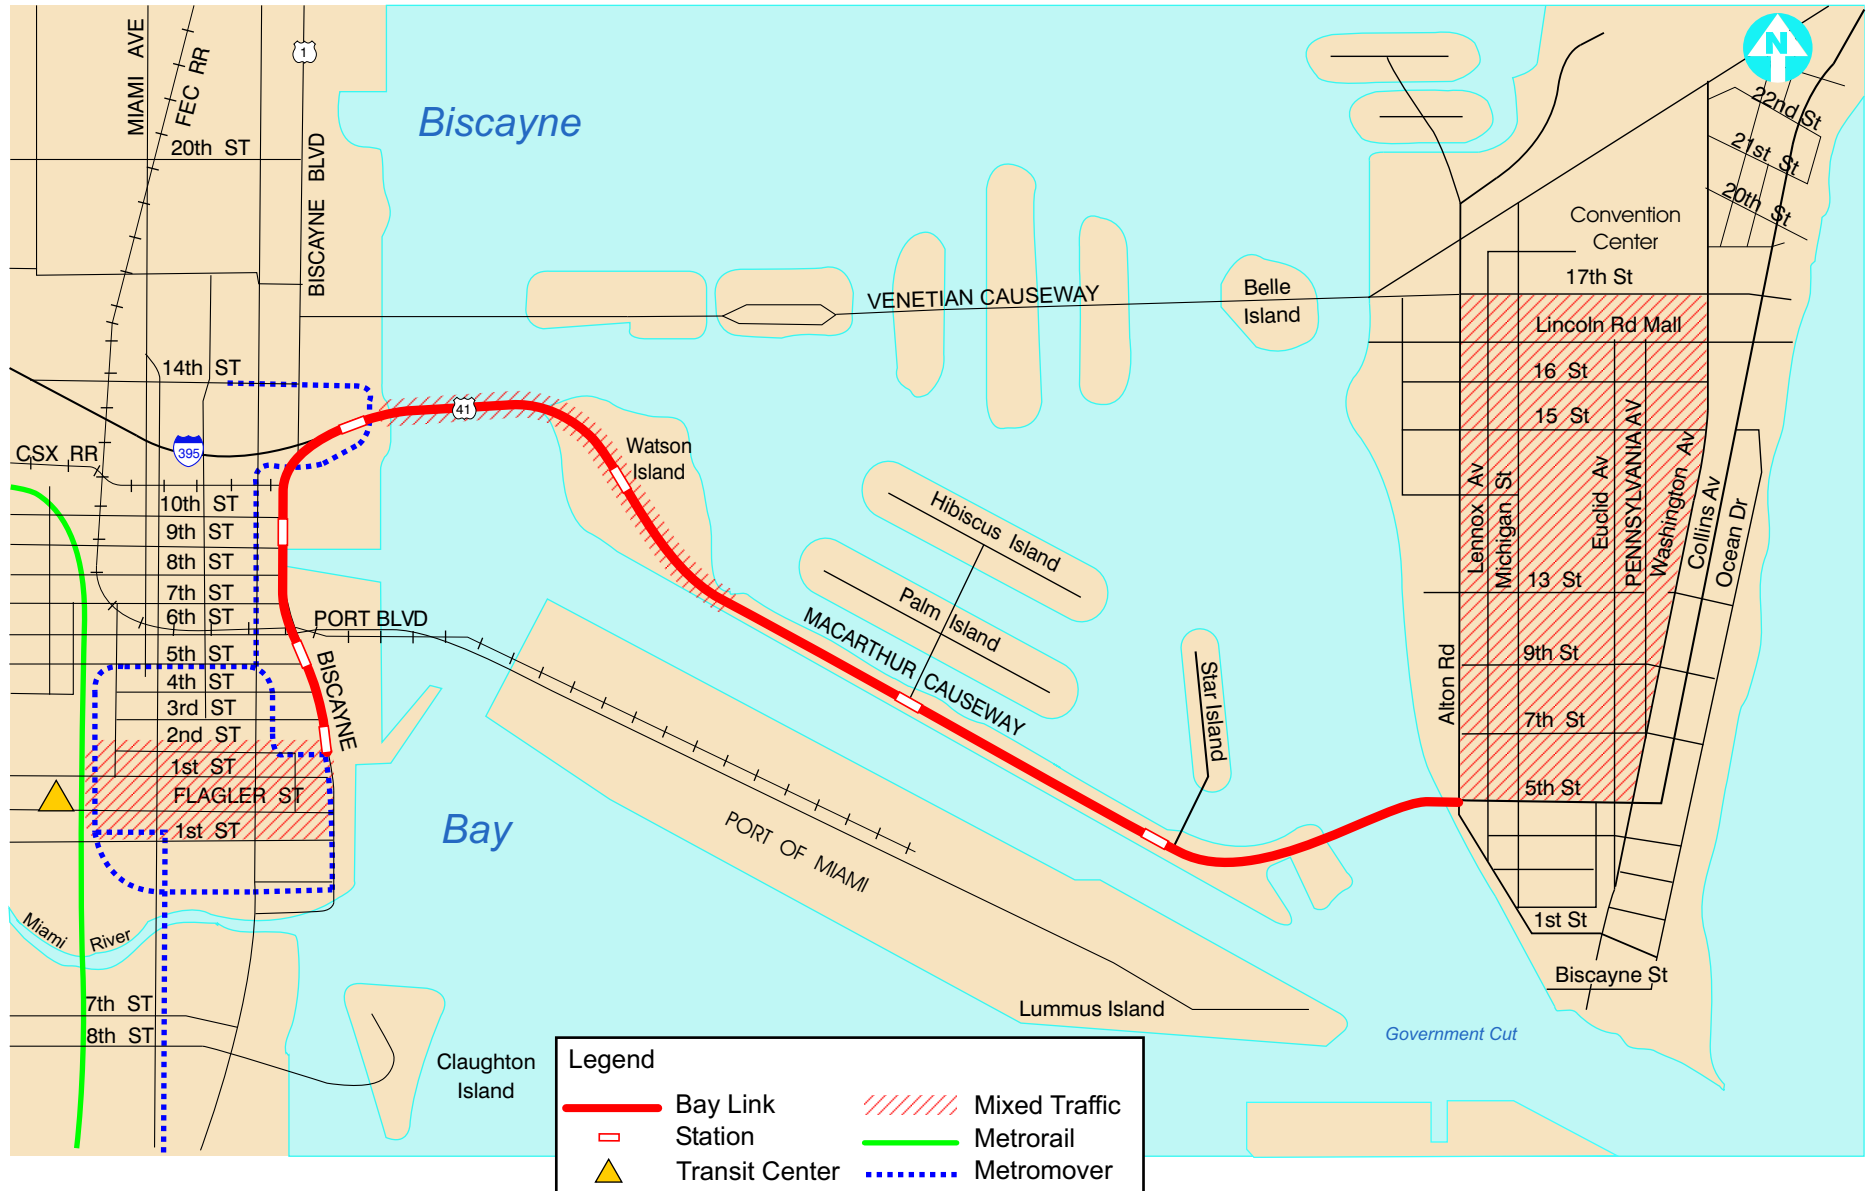 MIAMI AVE
FEC RR
1
N
Biscayne
20th ST
BISCAYNE BLVD
22nd St
21st St
20th St
Convention
Center
17th St
VENETIAN CAUSEWAY
Belle
Island
Lincoln Rd Mall
14th ST
16 St
15 St
41
395
CSX RR
Watson
Island
10th ST
9th ST
8th ST
7th ST
6th ST
PORT BLVD
5th ST
4th ST
3rd ST
2nd ST
1st ST
FLAGLER ST
1st ST
BISCAYNE
Hibiscus Island
Palm Island
MACARTHUR CAUSEWAY
Star Island
Lennox Av
Michigan St
Euclid Av
PENNSYLVANIA AV
Washington Av
Collins Av
Ocean Dr
13 St
Alton Rd
9th St
7th St
5th St
Bay
PORT OF MIAMI
1st St
Biscayne St
Miami River
7th ST
8th ST
Lummus Island
Government Cut
Claughton
Island
Legend
Bay Link
Station
Transit Center
Mixed Traffic
Metrorail
Metromover